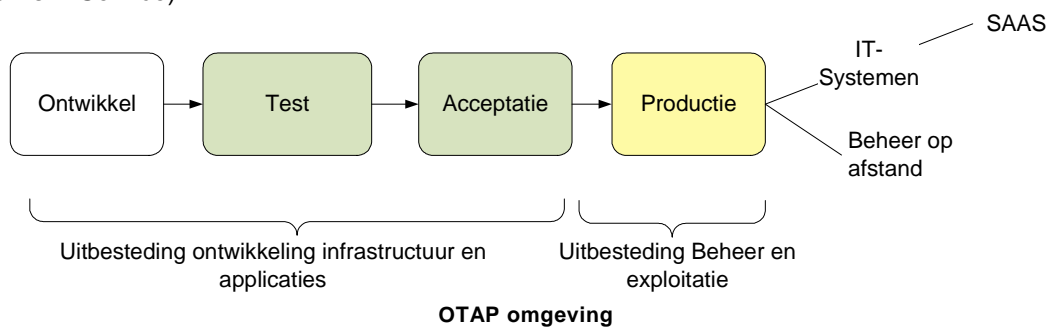 SAAS
IT-
Systemen
Ontwikkel
Test
Acceptatie
Productie
Beheer op
afstand
Uitbesteding ontwikkeling infrastructuur en
applicaties
Uitbesteding Beheer en
exploitatie
OTAP omgeving